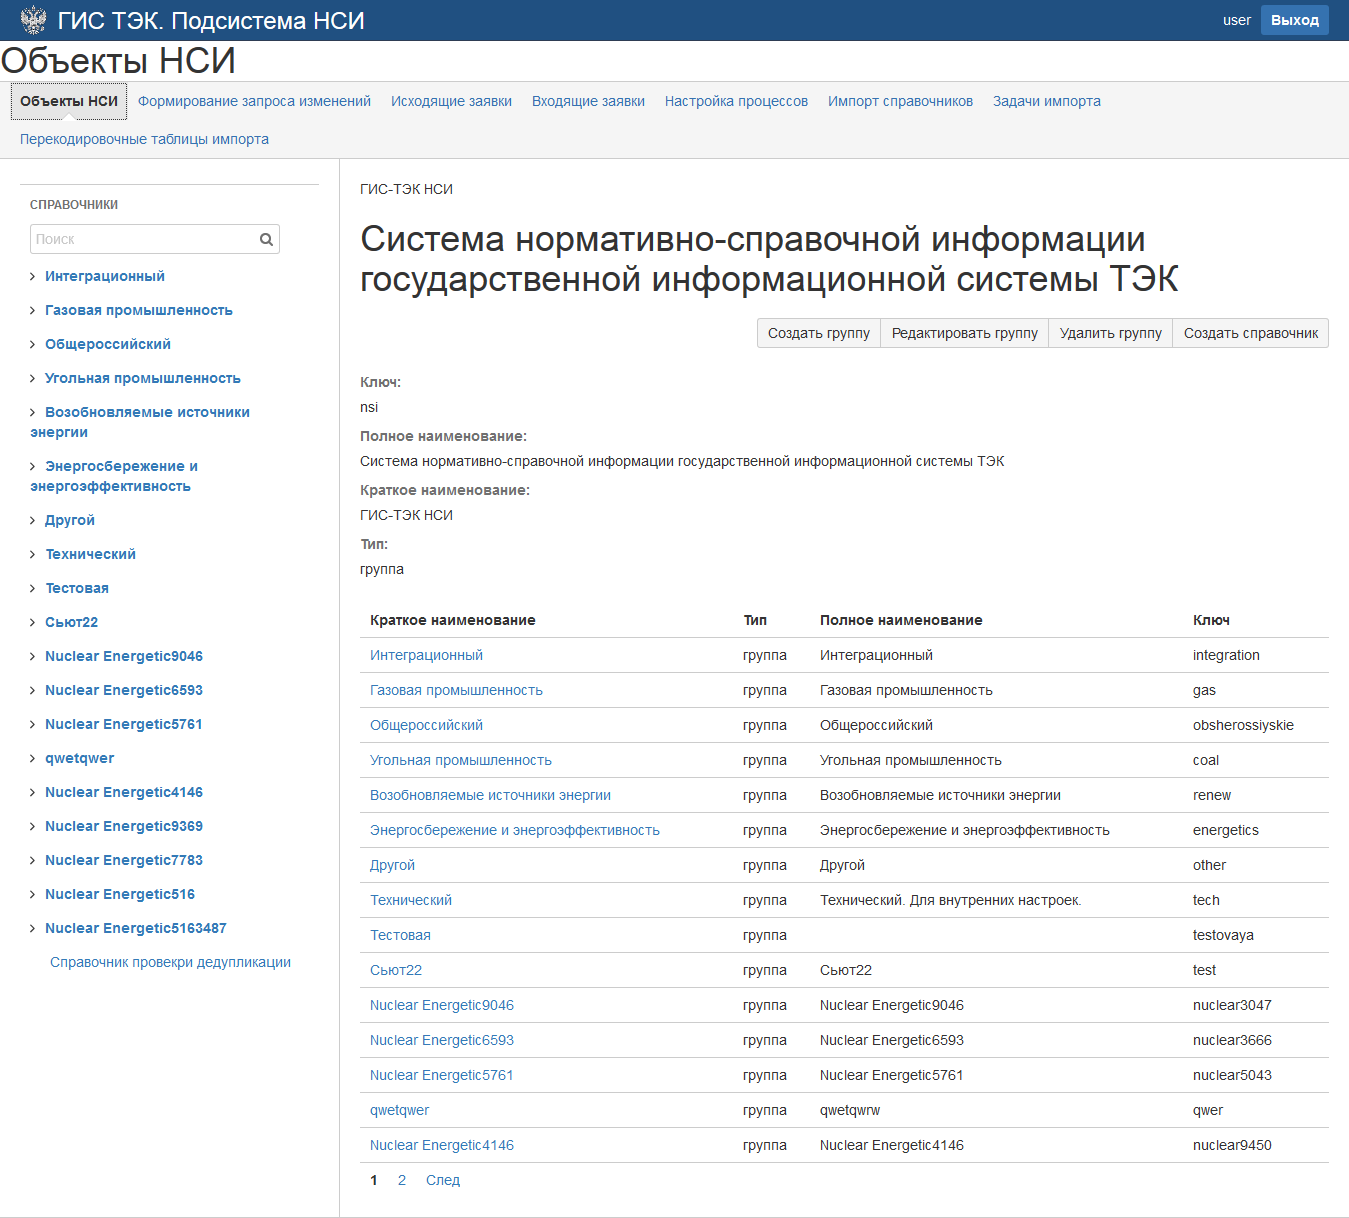 ГИС ТЭК. Подсистема НСИ
user Выход
Объекты НСИ
Объекты НСИ Формирование запроса изменений Исходящие заявки Входящие заявки Настройка процессов Импорт справочников Задачи импорта
Перекодировочные таблицы импорта
СПРАВОЧНИКИ
Поиск
Интеграционный
Газовая промышленность
Общероссийский
Угольная промышленность
Возобновляемые источники
энергии
Энергосбережение и
энергоэффективность
Другой
Технический
Тестовая
Сьют22
Nuclear Energetic9046
Nuclear Energetic6593
Nuclear Energetic5761
qwetqwer
Nuclear Energetic4146
Nuclear Energetic9369
Nuclear Energetic7783
Nuclear Energetic516
Nuclear Energetic5163487
Справочник провекри дедупликации
ГИС-ТЭК НСИ
Система нормативно-справочной информации
государственной информационной системы ТЭК
Создать группу Редактировать группу Удалить группу Создать справочник
Ключ:
nsi
Полное наименование:
Система нормативно-справочной информации государственной информационной системы ТЭК
Краткое наименование:
ГИС-ТЭК НСИ
Тип:
группа
Краткое наименование Тип Полное наименование Ключ
Интеграционный группа Интеграционный integration
Газовая промышленность группа Газовая промышленность gas
Общероссийский группа Общероссийский obsherossiyskie
Угольная промышленность группа Угольная промышленность coal
Возобновляемые источники энергии группа Возобновляемые источники энергии renew
Энергосбережение и энергоэффективность группа Энергосбережение и энергоэффективность energetics
Другой группа Другой other
Технический группа Технический. Для внутренних настроек. tech
Тестовая группа testovaya
Сьют22 группа Сьют22 test
Nuclear Energetic9046 группа Nuclear Energetic9046 nuclear3047
Nuclear Energetic6593 группа Nuclear Energetic6593 nuclear3666
Nuclear Energetic5761 группа Nuclear Energetic5761 nuclear5043
qwetqwer группа qwetqwrw qwer
Nuclear Energetic4146 группа Nuclear Energetic4146 nuclear9450
1 2 След